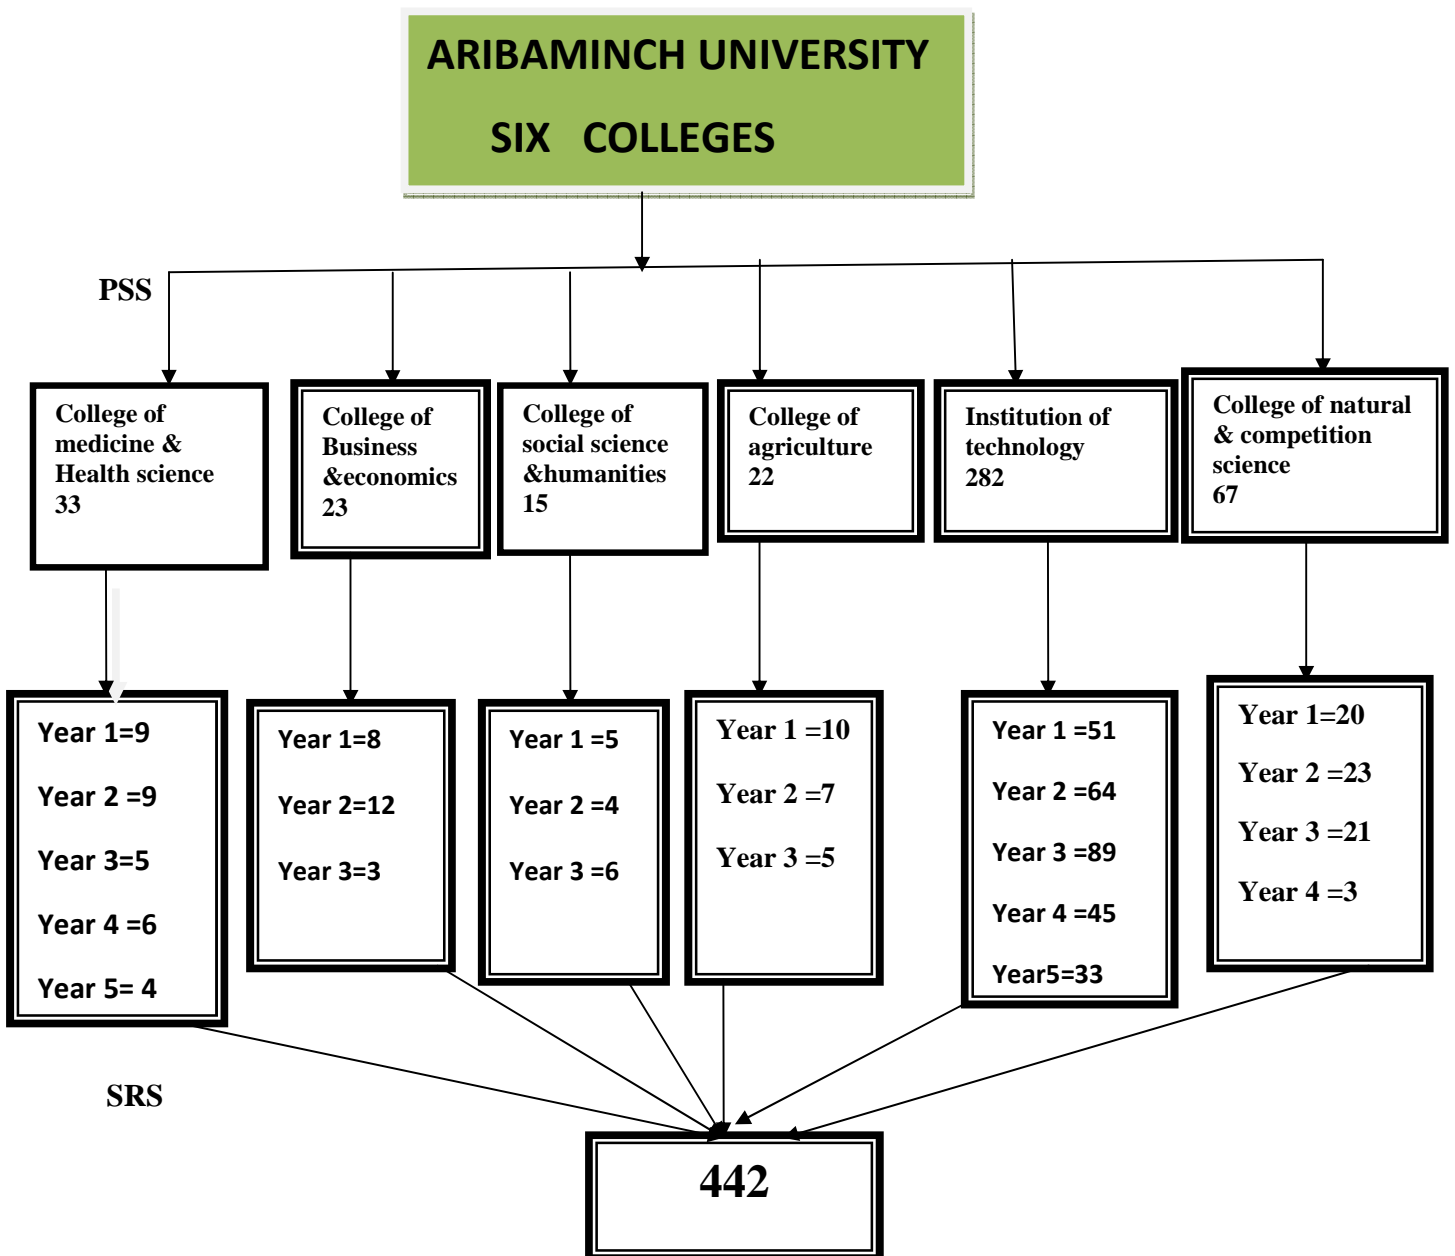 ARIBAMINCH UNIVERSITY
SIX COLLEGES
PSS
College of
medicine &
Health science
33
College of
Business
&economics
23
College of
social science
&humanities
15
College of
agriculture
22
Institution of
technology
282
College of natural
& competition
science
67
Year 1=9
Year 2 =9
Year 3=5
Year 4 =6
Year 5= 4
Year 1=8
Year 2=12
Year 3=3
Year 1 =5
Year 2 =4
Year 3 =6
Year 1 =10
Year 2 =7
Year 3 =5
Year 1 =51
Year 2 =64
Year 3 =89
Year 4 =45
Year5=33
Year 1=20
Year 2 =23
Year 3 =21
Year 4 =3
SRS
442